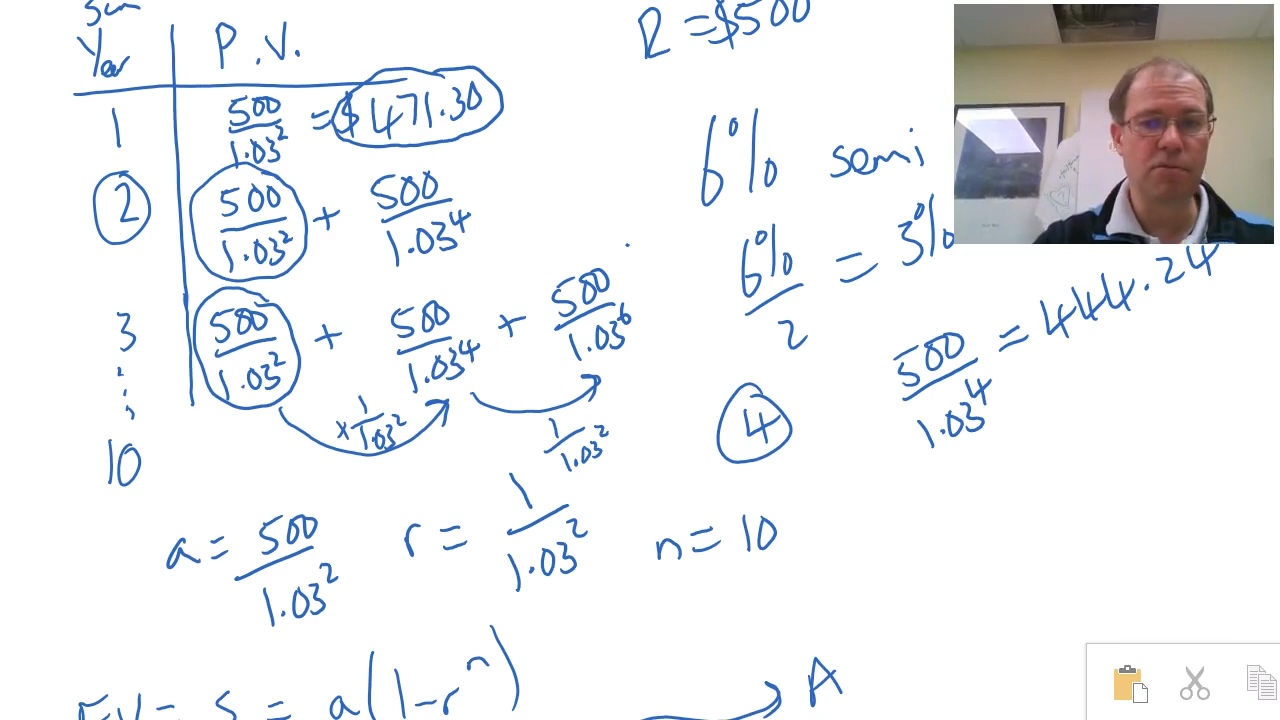 Year P.V.
R = $500
1 500/1.03² = $471.30
6% semi
2 500/1.03² + 500/1.03⁴
6%/2 = 3%
3 500/1.03² + 500/1.03⁴ + 500/1.03⁶
500/1.03⁴ = 444.24
⋮
× 1/1.03² 1/1.03²
4
10
a = 500/1.03² r = 1/1.03² n = 10
= S = a(1-rⁿ) → A